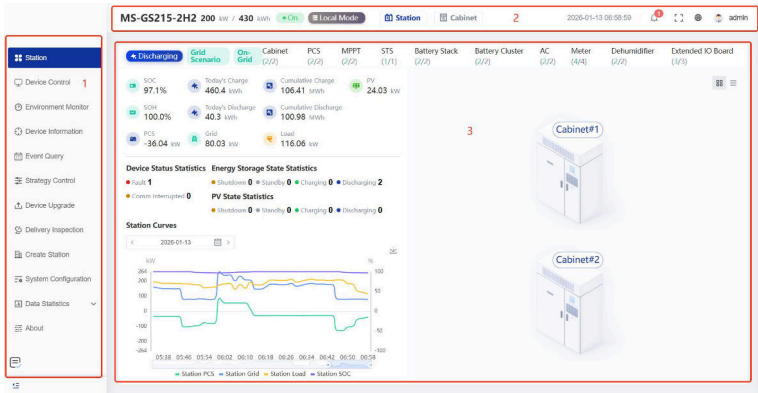 MS-GS215-2H2 200 kW / 430 kWh On Local Mode Station Cabinet 2 2026-01-13 06:58:59 admin
Station
Device Control 1
Environment Monitor
Device Information
Event Query
Strategy Control
Device Upgrade
Delivery Inspection
Create Station
System Configuration
Data Statistics
About
Discharging Grid Scenario On-Grid
Cabinet (2/2) PCS (2/2) MPPT (2/2) STS (1/1) Battery Stack (2/2) Battery Cluster (2/2) AC (2/2) Meter (4/4) Dehumidifier (2/2) Extended IO Board (3/3)
SOC 97.1% Today's Charge 460.4 kWh Cumulative Charge 106.41 MWh PV 24.03 kW
SOH 100.0% Today's Discharge 40.3 kWh Cumulative Discharge 100.98 MWh
PCS -36.04 kW Grid 80.03 kW Load 116.06 kW
Device Status Statistics Energy Storage State Statistics
Fault 1 Shutdown 0 Standby 0 Charging 0 Discharging 2
Comm Interrupted 0 PV State Statistics
Shutdown 0 Standby 0 Charging 0 Discharging 0
Station Curves
2026-01-13
kW %
264 100
200
100 50
0 0
-100 -50
-200
-264 -100
05:38 05:46 05:54 06:02 06:10 06:18 06:26 06:34 06:42 06:50 06:58
Station PCS Station Grid Station Load Station SOC
3
Cabinet#1
Cabinet#2